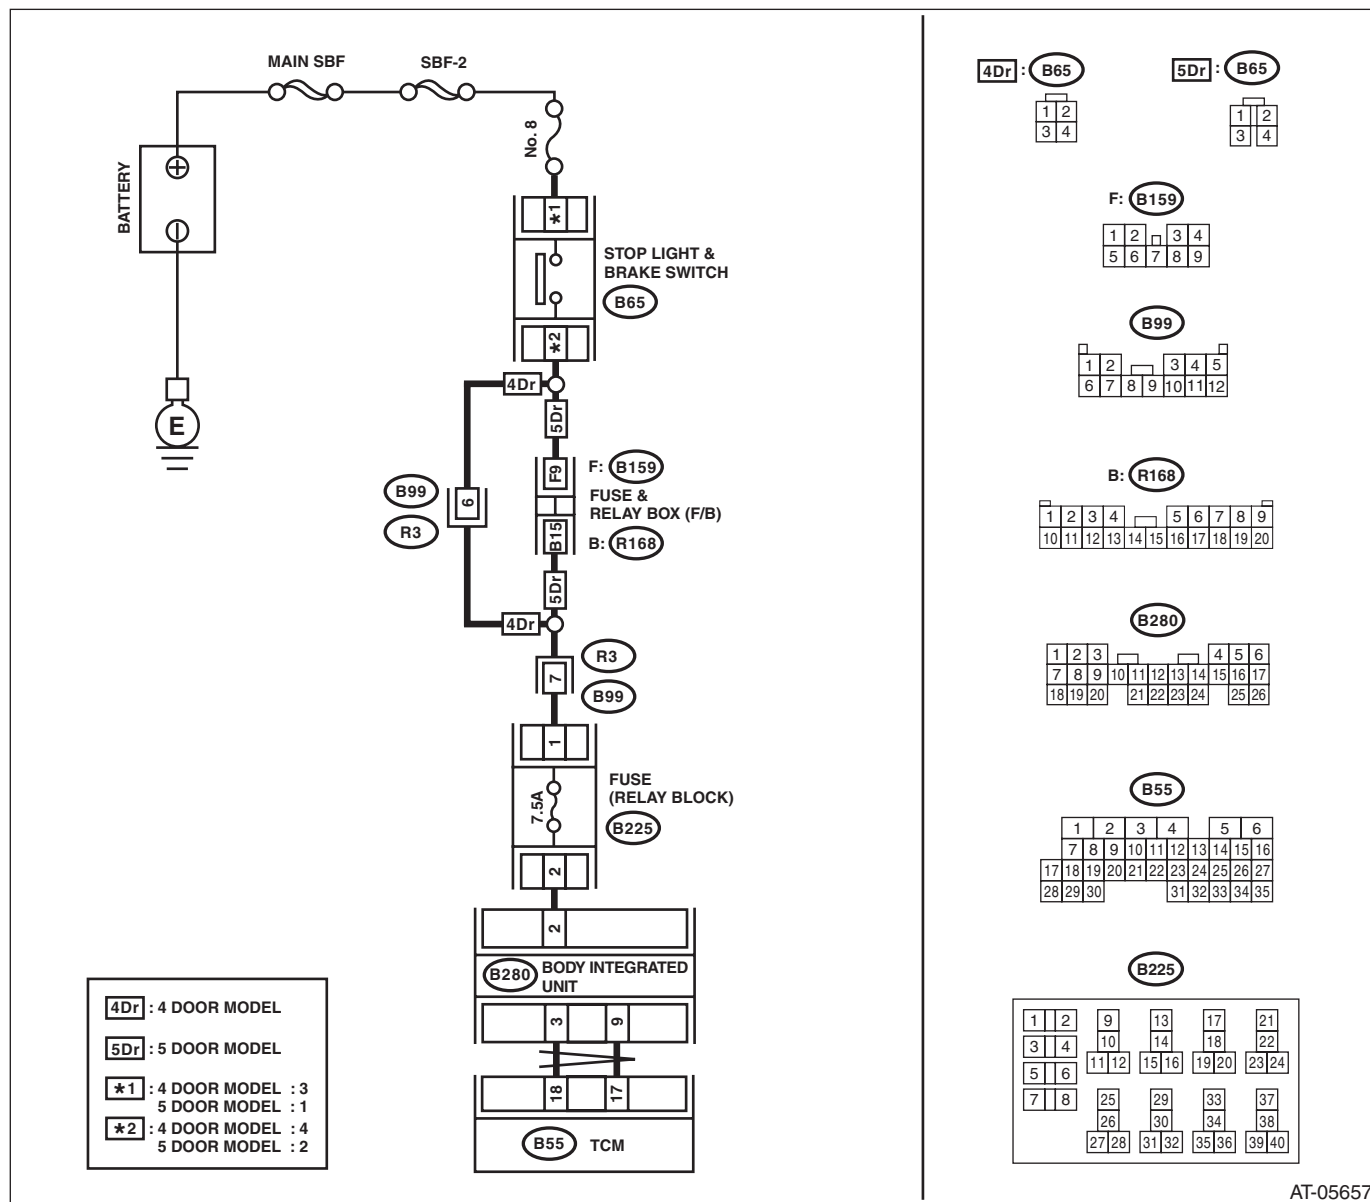 MAIN SBF
SBF-2
No. 8
BATTERY
E
*1
STOP LIGHT &
BRAKE SWITCH
B65
*2
4Dr
5Dr
F9
F: B159
FUSE &
RELAY BOX (F/B)
B15
B: R168
B99
R3
6
5Dr
4Dr
R3
7
B99
1
7.5A
FUSE
(RELAY BLOCK)
B225
2
2
B280 BODY INTEGRATED
UNIT
3 9
18 17
B55 TCM
4Dr : 4 DOOR MODEL
5Dr : 5 DOOR MODEL
*1 : 4 DOOR MODEL : 3
5 DOOR MODEL : 1
*2 : 4 DOOR MODEL : 4
5 DOOR MODEL : 2
4Dr : B65
1 2
3 4
5Dr : B65
1 2
3 4
F: B159
1 2 3 4
5 6 7 8 9
B99
1 2 3 4 5
6 7 8 9 10 11 12
B: R168
1 2 3 4 5 6 7 8 9
10 11 12 13 14 15 16 17 18 19 20
B280
1 2 3 4 5 6
7 8 9 10 11 12 13 14 15 16 17
18 19 20 21 22 23 24 25 26
B55
1 2 3 4 5 6
7 8 9 10 11 12 13 14 15 16
17 18 19 20 21 22 23 24 25 26 27
28 29 30 31 32 33 34 35
B225
1 2 9 13 17 21
3 4 10 14 18 22
5 6 11 12 15 16 19 20 23 24
7 8 25 29 33 37
26 30 34 38
27 28 31 32 35 36 39 40
AT-05657